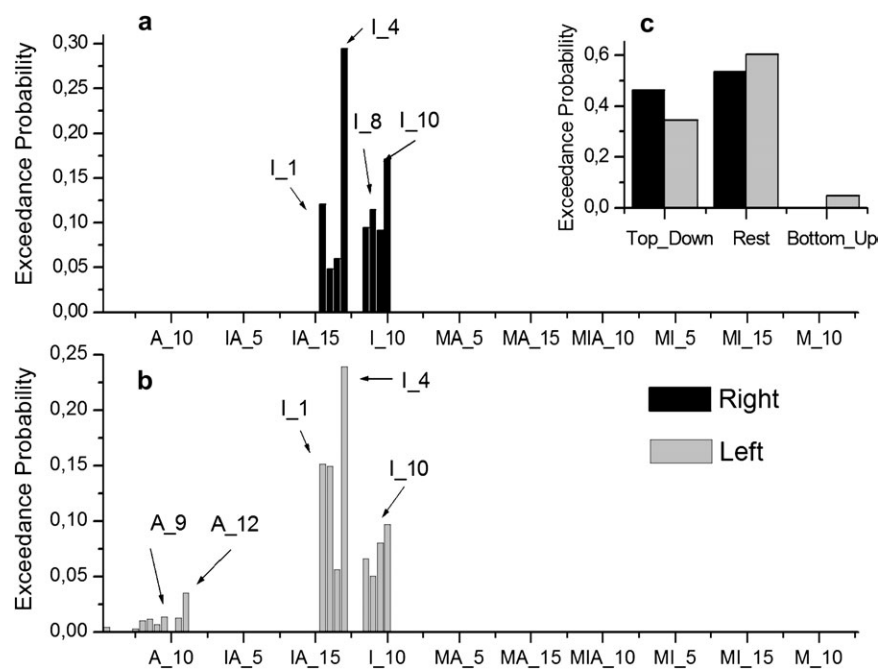 a
Exceedance Probability
0,30
0,25
0,20
0,15
0,10
0,05
0,00
I_4
I_8
I_10
I_1
A_10 IA_5 IA_15 I_10 MA_5 MA_15 MIA_10 MI_5 MI_15 M_10
c
Exceedance Probability
0,6
0,4
0,2
0,0
Top_Down Rest Bottom_Up
b
Exceedance Probability
0,25
0,20
0,15
0,10
0,05
0,00
I_4
I_1
I_10
A_9
A_12
Right
Left
A_10 IA_5 IA_15 I_10 MA_5 MA_15 MIA_10 MI_5 MI_15 M_10